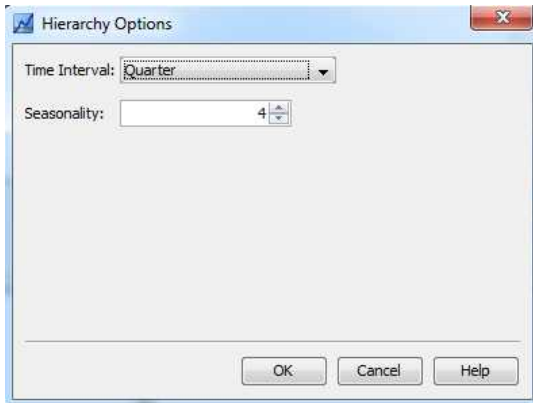 Hierarchy Options
Time Interval: Quarter
Seasonality: 4
OK Cancel Help